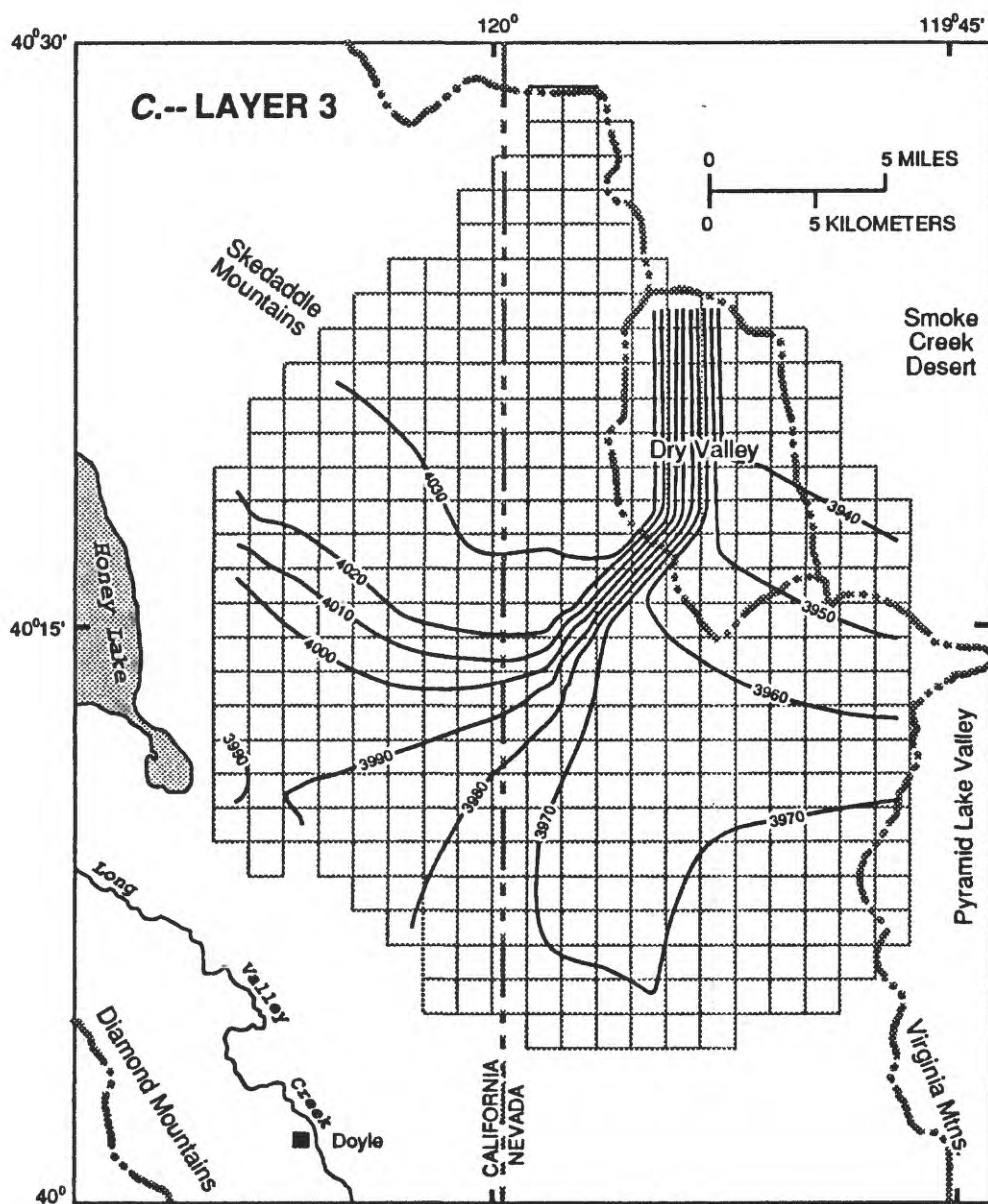 120°
119°45'
40°30'
C.-- LAYER 3
0 5 MILES
0 5 KILOMETERS
Skedaddle
Mountains
Smoke
Creek
Desert
Dry Valley
4030
3940
4020
4010
4000
3950
Honey Lake
40°15'
3960
3990
3990
3980
3970
3970
Pyramid Lake Valley
Long
Valley
Creek
Diamond Mountains
Virginia Mtns.
CALIFORNIA
NEVADA
Doyle
40°